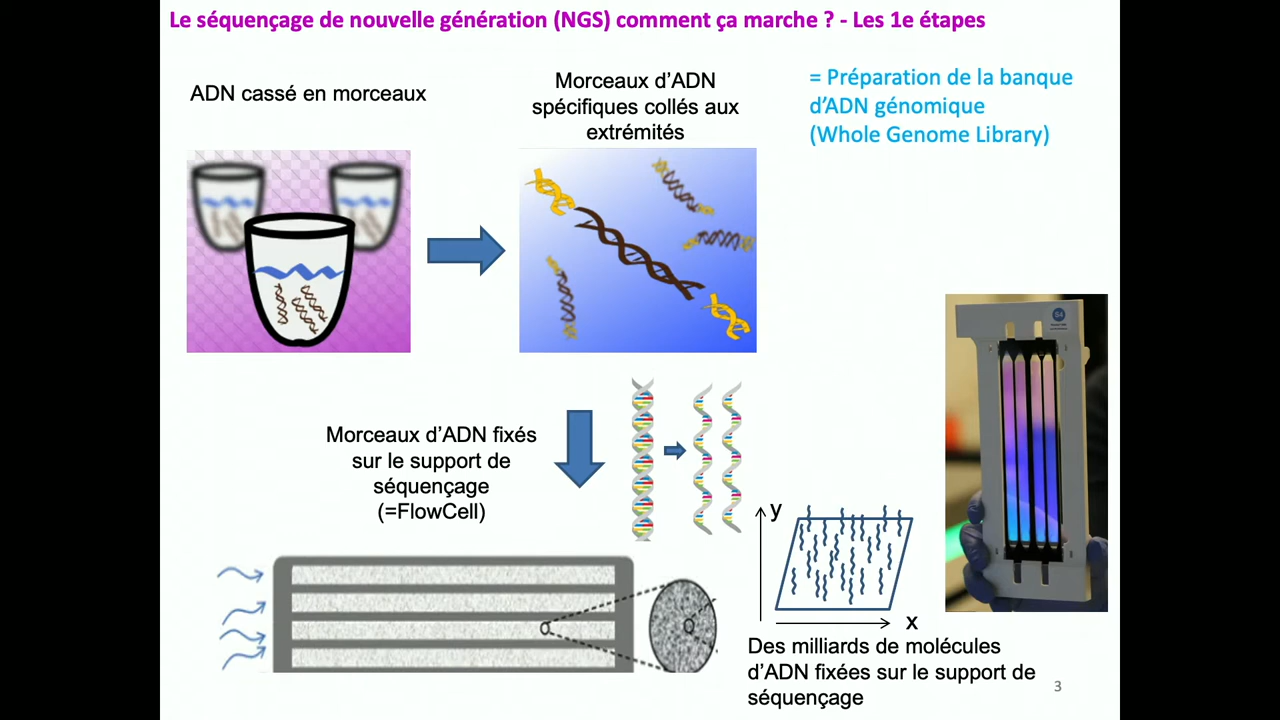 Le séquençage de nouvelle génération (NGS) comment ça marche ? - Les 1e étapes
ADN cassé en morceaux
Morceaux d’ADN
spécifiques collés aux
extrémités
= Préparation de la banque
d’ADN génomique
(Whole Genome Library)
Morceaux d’ADN fixés
sur le support de
séquençage
(=FlowCell)
S4
y
x
Des milliards de molécules
d’ADN fixées sur le support de
séquençage
3